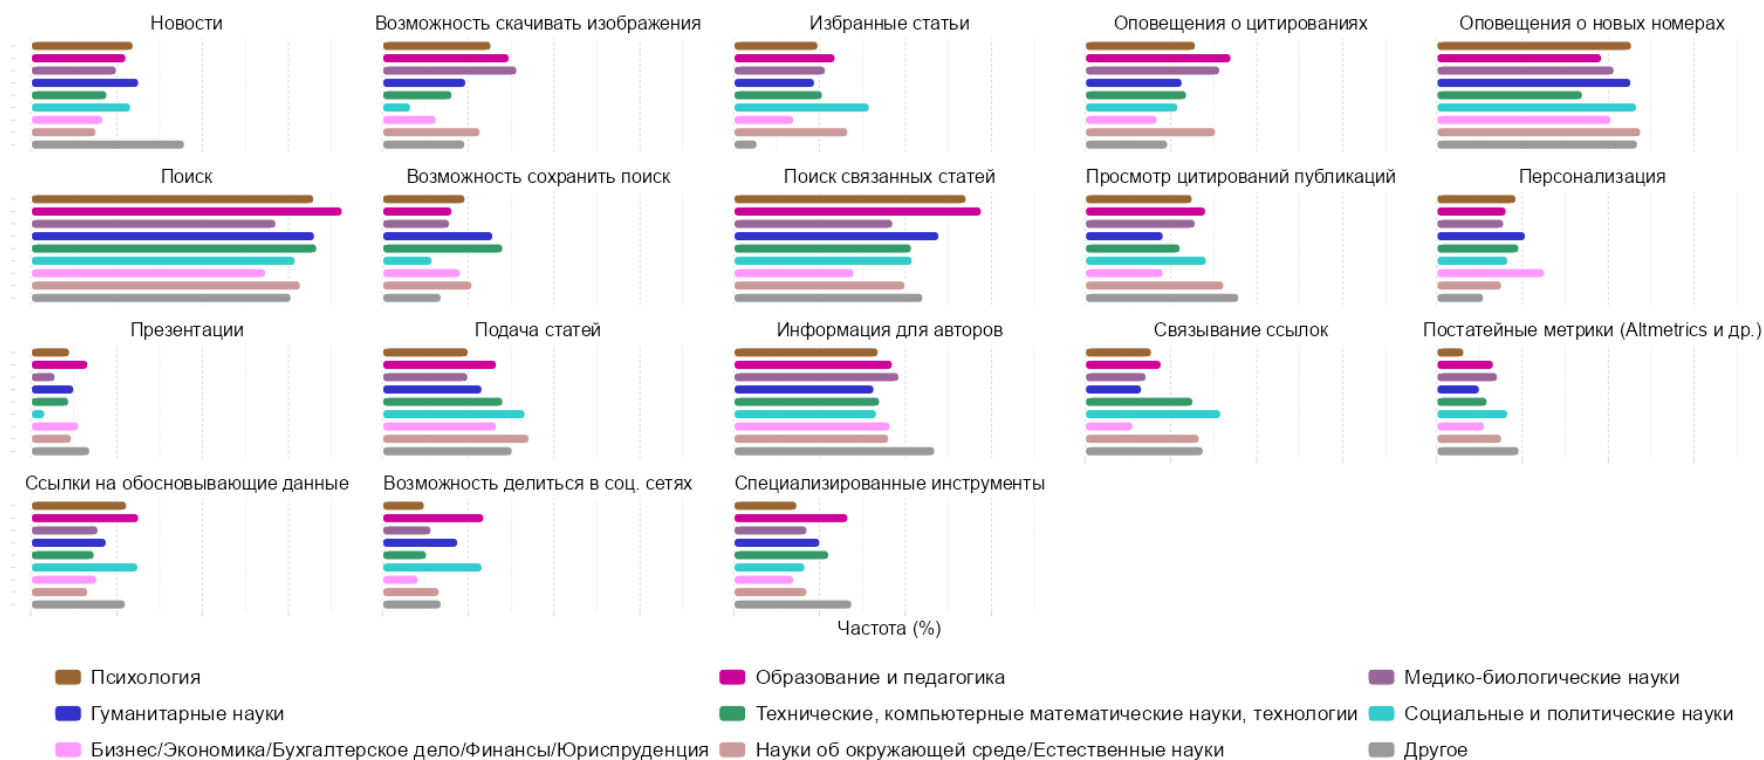 Новости
Возможность скачивать изображения
Избранные статьи
Оповещения о цитированиях
Оповещения о новых номерах
Поиск
Возможность сохранить поиск
Поиск связанных статей
Просмотр цитирований публикаций
Персонализация
Презентации
Подача статей
Информация для авторов
Связывание ссылок
Постатейные метрики (Altmetrics и др.)
Ссылки на обосновывающие данные
Возможность делиться в соц. сетях
Специализированные инструменты
Частота (%)
Психология
Образование и педагогика
Медико-биологические науки
Гуманитарные науки
Технические, компьютерные математические науки, технологии
Социальные и политические науки
Бизнес/Экономика/Бухгалтерское дело/Финансы/Юриспруденция
Науки об окружающей среде/Естественные науки
Другое